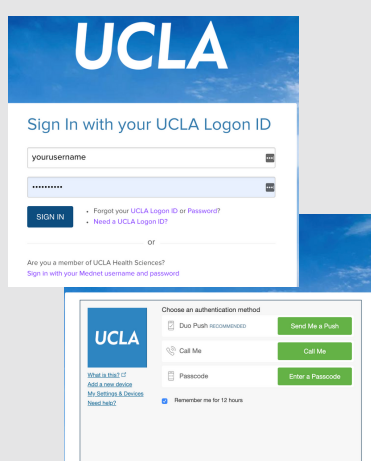 UCLA
Sign In with your UCLA Logon ID
yourusername
••••••••••
SIGN IN
• Forgot your UCLA Logon ID or Password?
• Need a UCLA Logon ID?
or
Are you a member of UCLA Health Sciences?
Sign in with your Mednet username and password
UCLA
What is this?
Add a new device
My Settings & Devices
Need help?
Choose an authentication method
Duo Push RECOMMENDED Send Me a Push
Call Me Call Me
Passcode Enter a Passcode
Remember me for 12 hours